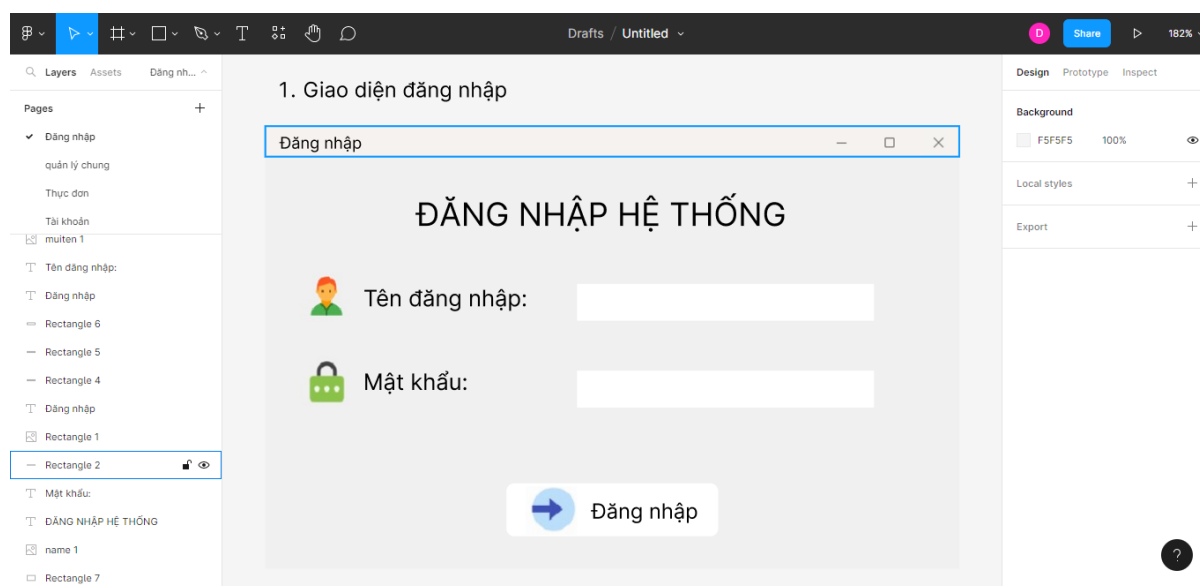 Drafts / Untitled
D
Share
182%
Layers Assets Đăng nh...
Pages
Đăng nhập
quản lý chung
Thực đơn
Tài khoản
muiten 1
Tên đăng nhập:
Đăng nhập
Rectangle 6
Rectangle 5
Rectangle 4
Đăng nhập
Rectangle 1
Rectangle 2
Mật khẩu:
ĐĂNG NHẬP HỆ THỐNG
name 1
Rectangle 7
1. Giao diện đăng nhập
Đăng nhập
ĐĂNG NHẬP HỆ THỐNG
Tên đăng nhập:
Mật khẩu:
Đăng nhập
Design Prototype Inspect
Background
F5F5F5 100%
Local styles
Export
?